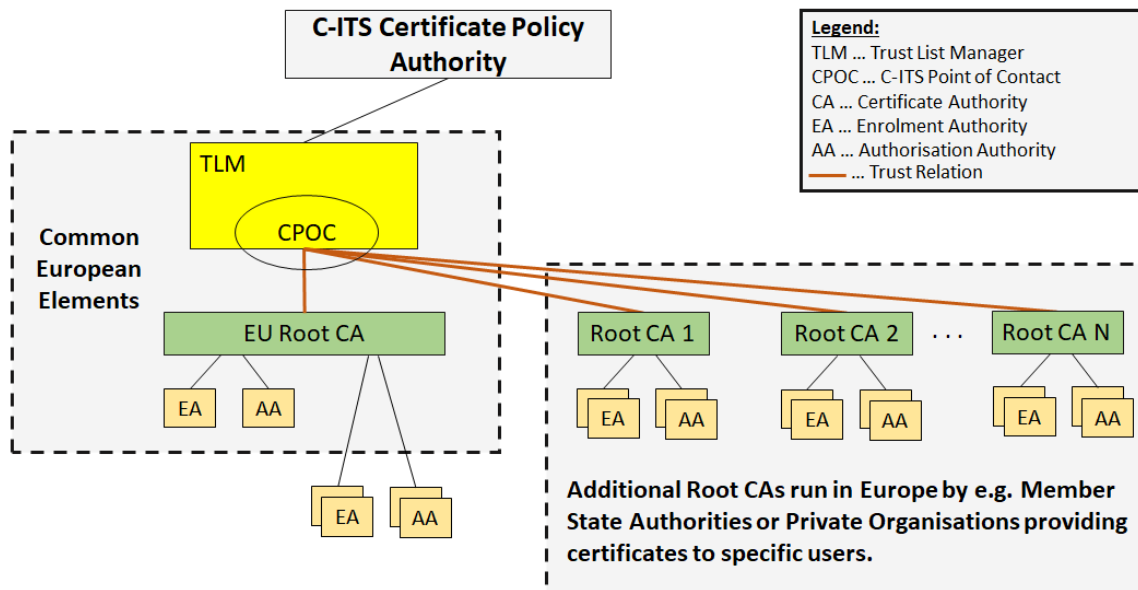 C-ITS Certificate Policy
Authority
Legend:
TLM ... Trust List Manager
CPOC ... C-ITS Point of Contact
CA ... Certificate Authority
EA ... Enrolment Authority
AA ... Authorisation Authority
... Trust Relation
TLM
CPOC
Common
European
Elements
EU Root CA
EA
AA
EA
AA
Root CA 1
Root CA 2
. . .
Root CA N
EA
AA
EA
AA
EA
AA
Additional Root CAs run in Europe by e.g. Member
State Authorities or Private Organisations providing
certificates to specific users.